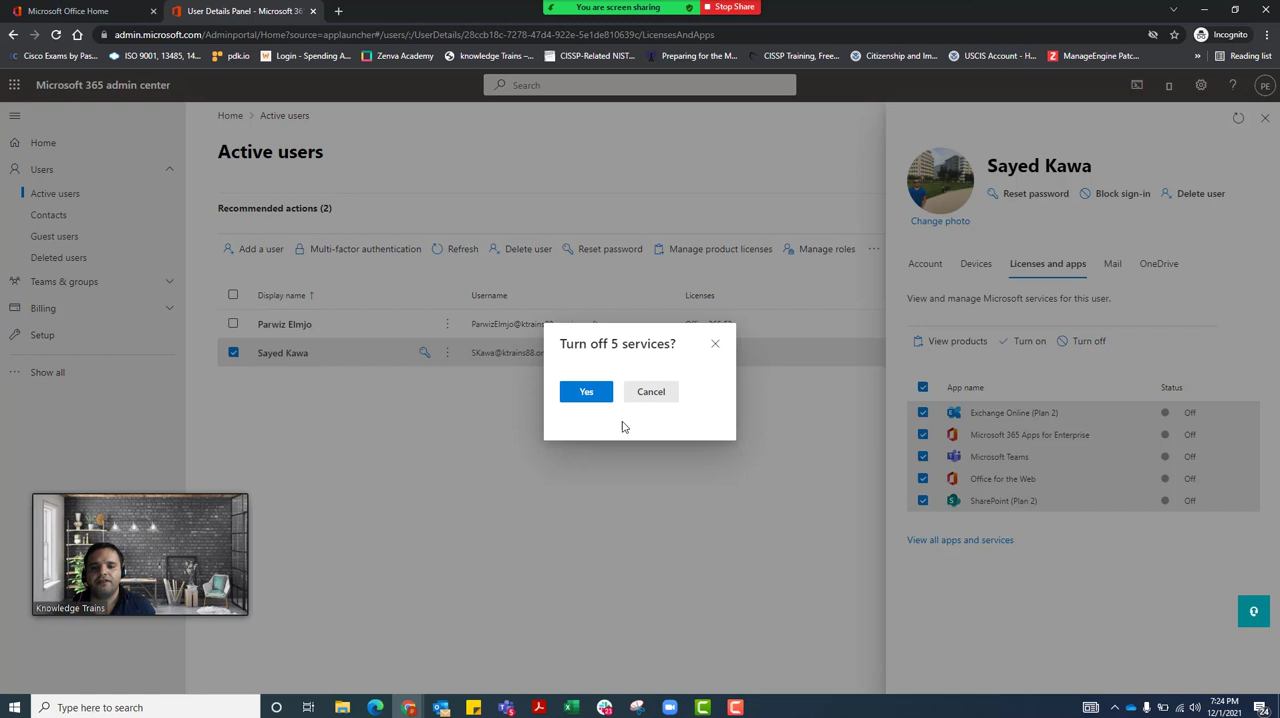 Microsoft Office Home
User Details Panel - Microsoft 36
You are screen sharing
Stop Share
admin.microsoft.com/Adminportal/Home?source=applauncher#/users/:/UserDetails/28ccb18c-7278-47d4-922e-5e1de810639c/LicensesAndApps
Incognito
Cisco Exams by Pas...
ISO 9001, 13485, 14...
pdk.io
Login - Spending A...
Zenva Academy
knowledge Trains –...
CISSP-Related NIST...
Preparing for the M...
CISSP Training, Free...
Citizenship and Im...
USCIS Account - H...
ManageEngine Patc...
»
Reading list
Microsoft 365 admin center
Search
PE
Home
Users
Active users
Contacts
Guest users
Deleted users
Teams & groups
Billing
Setup
Show all
Home > Active users
Active users
Recommended actions (2)
Add a user
Multi-factor authentication
Refresh
Delete user
Reset password
Manage product licenses
Manage roles
Display name ↑
Username
Licenses
Parwiz Elmjo
ParwizElmjo@ktrains88
Sayed Kawa
SKawa@ktrains88.on
Turn off 5 services?
Yes
Cancel
Sayed Kawa
Reset password
Block sign-in
Delete user
Change photo
Account
Devices
Licenses and apps
Mail
OneDrive
View and manage Microsoft services for this user.
View products
Turn on
Turn off
App name
Status
Exchange Online (Plan 2)
Off
Microsoft 365 Apps for Enterprise
Off
Microsoft Teams
Off
Office for the Web
Off
SharePoint (Plan 2)
Off
View all apps and services
Knowledge Trains
Type here to search
7:24 PM
12/1/2021